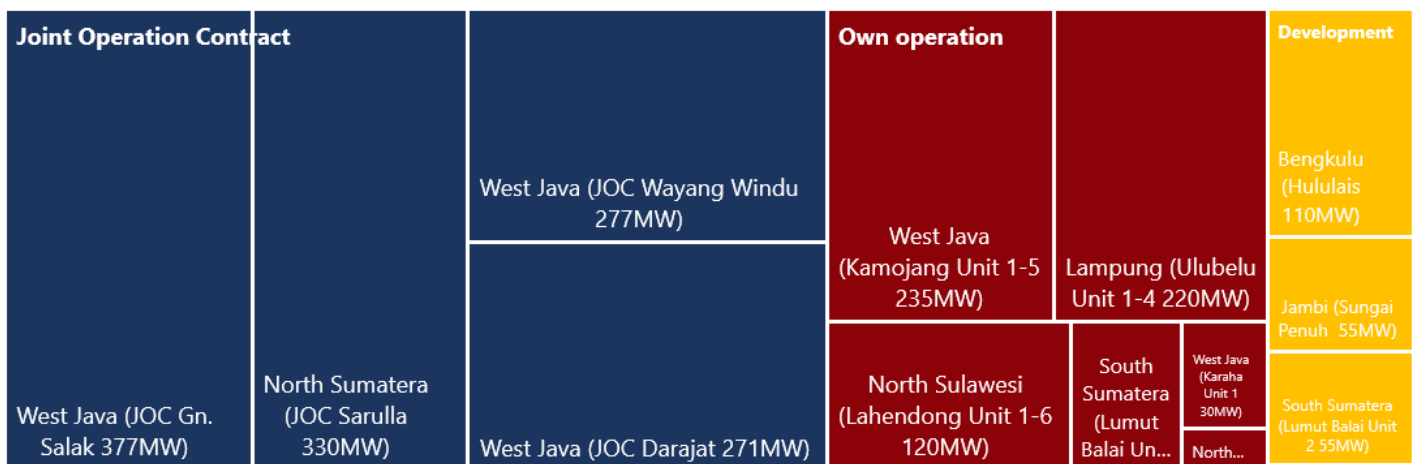 Joint Operation Contract
West Java (JOC Gn.
Salak 377MW)
North Sumatera
(JOC Sarulla
330MW)
West Java (JOC Wayang Windu
277MW)
West Java (JOC Darajat 271MW)
Own operation
West Java
(Kamojang Unit 1-5
235MW)
Lampung (Ulubelu
Unit 1-4 220MW)
North Sulawesi
(Lahendong Unit 1-6
120MW)
South
Sumatera
(Lumut
Balai Un...
West Java
(Karaha
Unit 1
30MW)
North...
Development
Bengkulu
(Hululais
110MW)
Jambi (Sungai
Penuh 55MW)
South Sumatera
(Lumut Balai Unit
2 55MW)